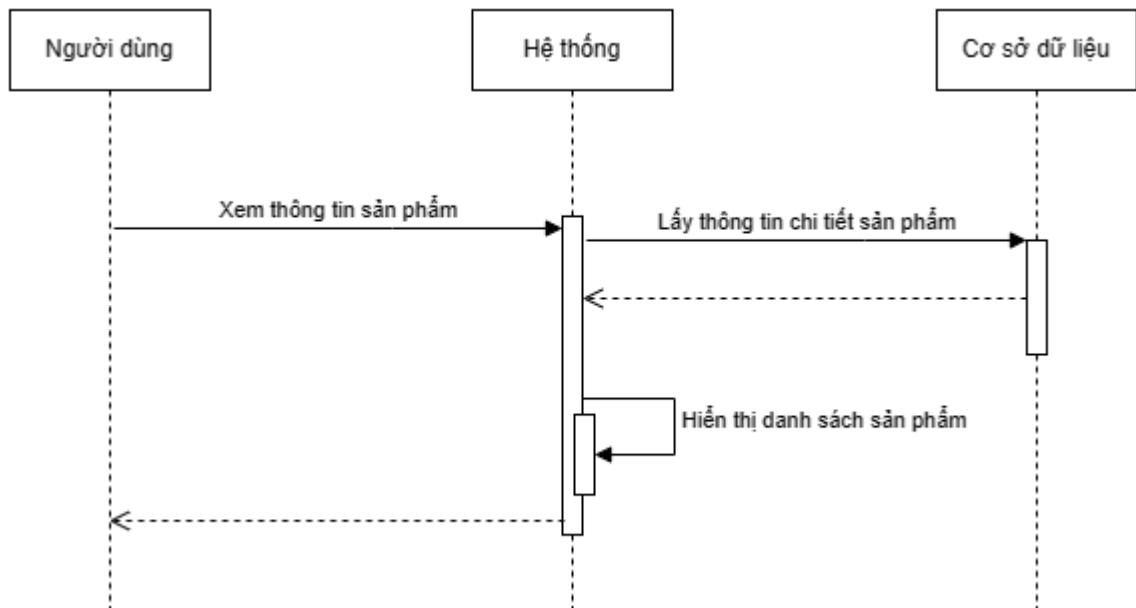 Người dùng
Hệ thống
Cơ sở dữ liệu
Xem thông tin sản phẩm
Lấy thông tin chi tiết sản phẩm
Hiển thị danh sách sản phẩm